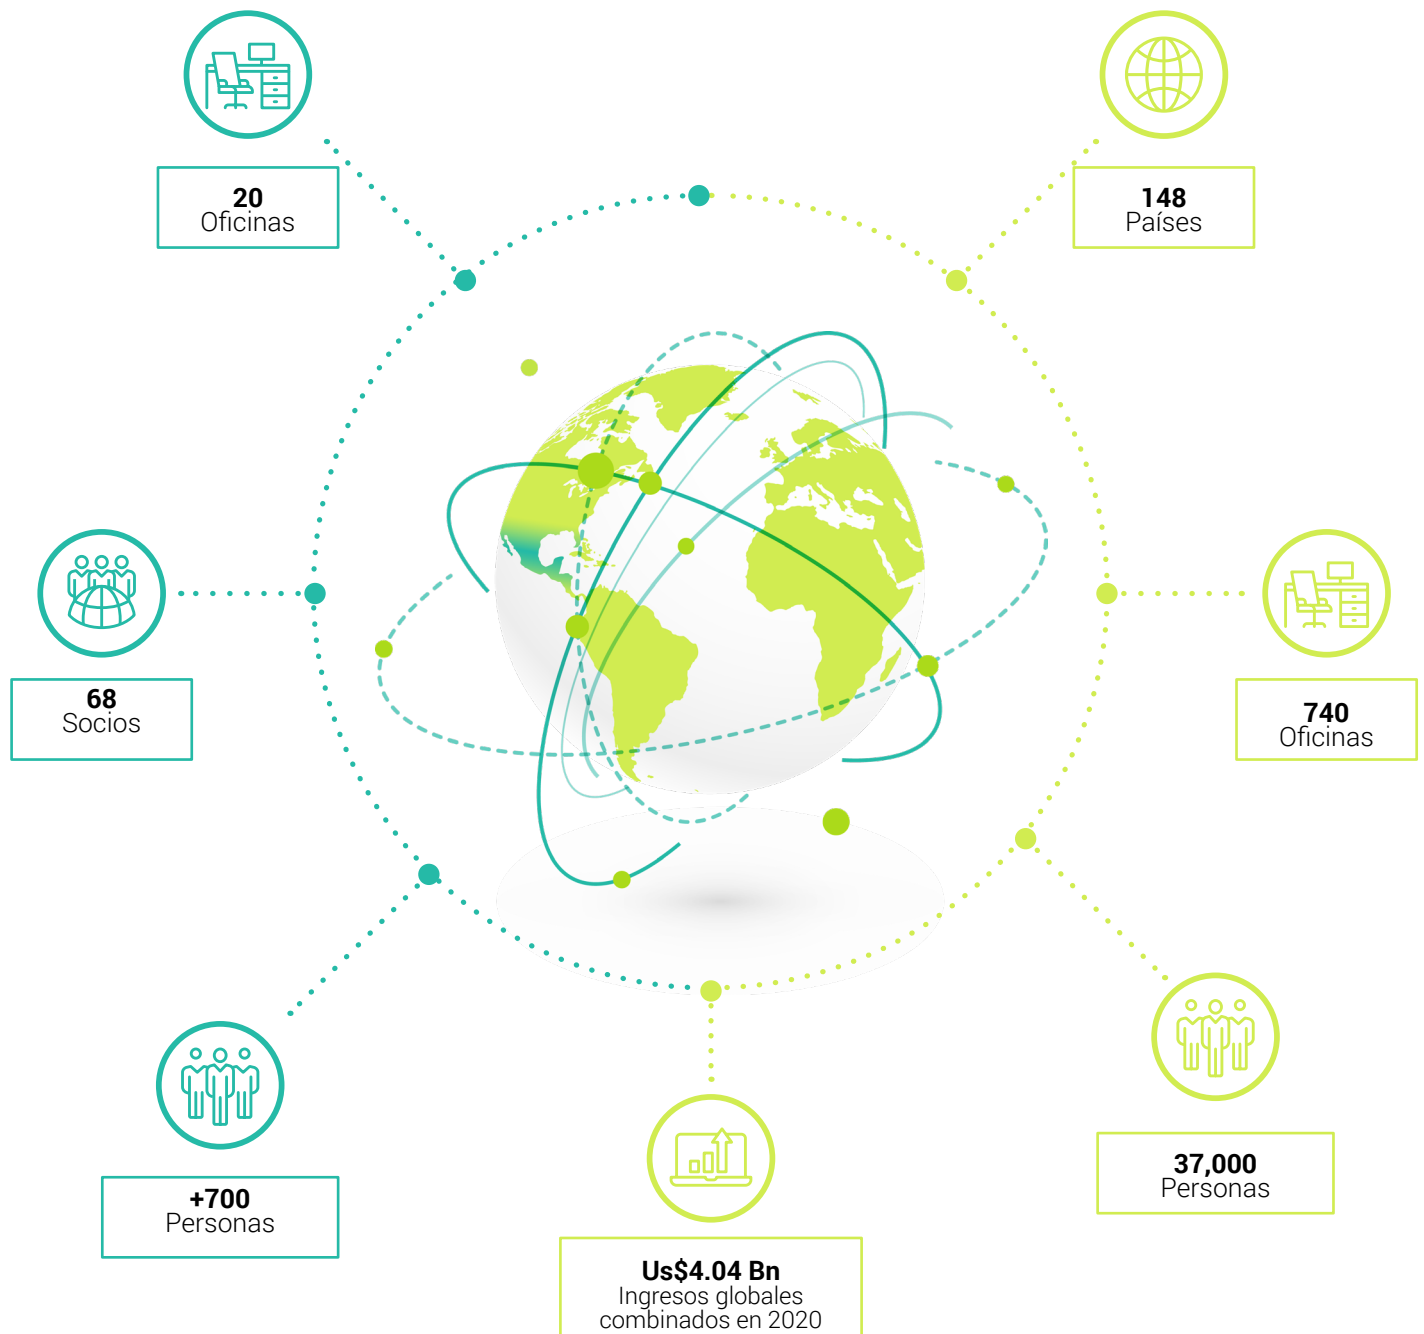 20
Oficinas
148
Países
68
Socios
740
Oficinas
+700
Personas
37,000
Personas
Us$4.04 Bn
Ingresos globales
combinados en 2020